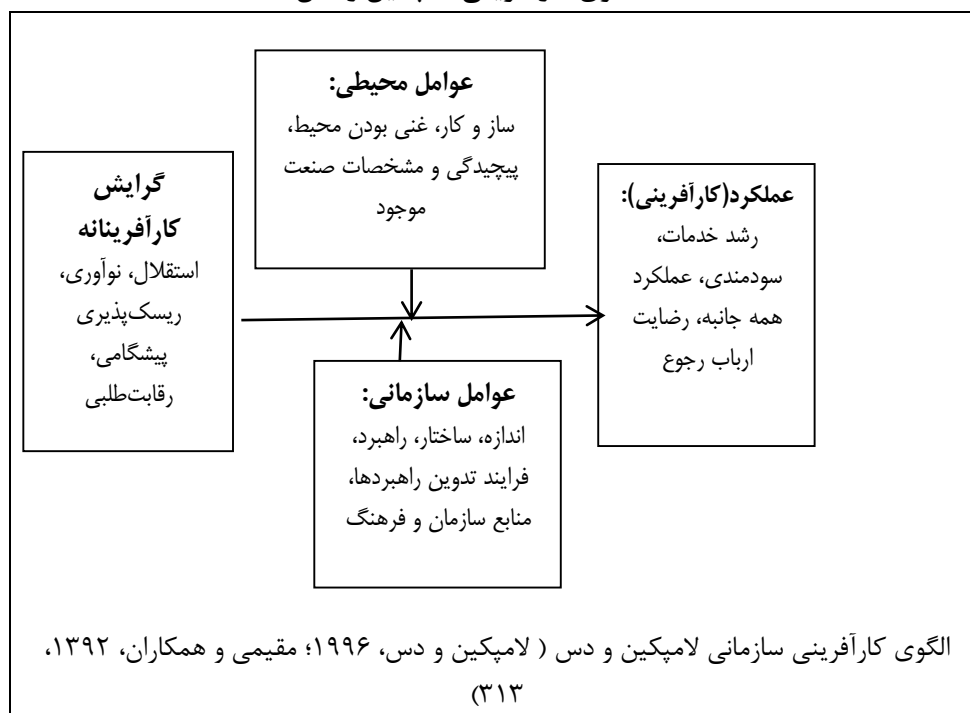 عوامل محیطی:
ساز و کار، غنی بودن محیط،
پیچیدگی و مشخصات صنعت
موجود
گرایش
کارآفرینانه
استقلال، نوآوری،
ریسک‌پذیری
پیشگامی،
رقابت‌طلبی
عملکرد(کارآفرینی):
رشد خدمات،
سودمندی، عملکرد
همه جانبه، رضایت
ارباب رجوع
عوامل سازمانی:
اندازه، ساختار، راهبرد،
فرایند تدوین راهبردها،
منابع سازمان و فرهنگ
الگوی کارآفرینی سازمانی لامپکین و دس ( لامپکین و دس، ۱۹۹۶؛ مقیمی و همکاران، ۱۳۹۲،
۳۱۳)